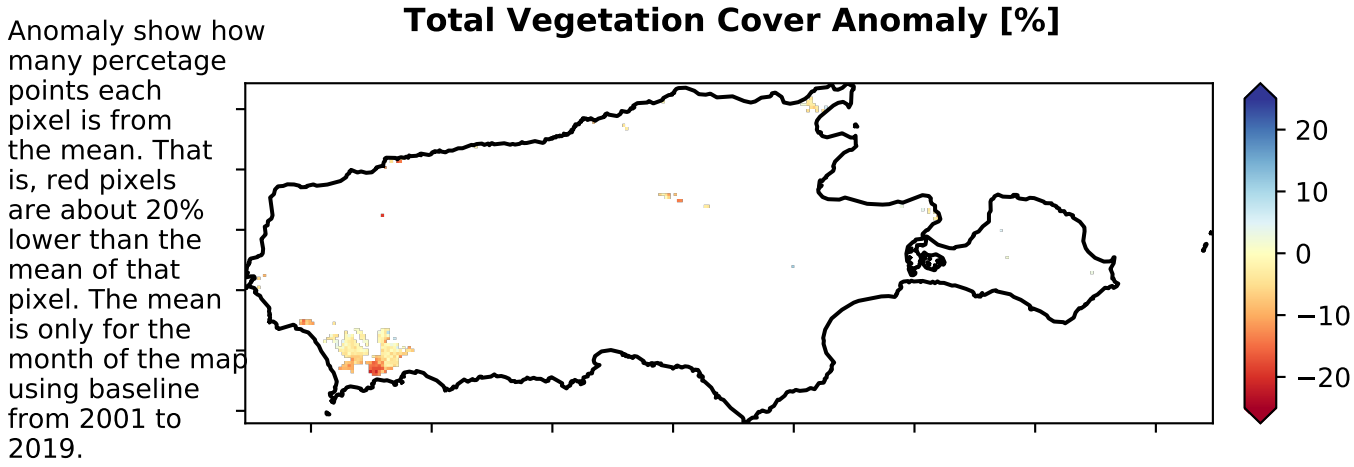 Total Vegetation Cover Anomaly [%]
Anomaly show how
many percetage
points each
pixel is from
the mean. That
is, red pixels
are about 20%
lower than the
mean of that
pixel. The mean
is only for the
month of the map
using baseline
from 2001 to
2019.
20
10
0
−10
−20